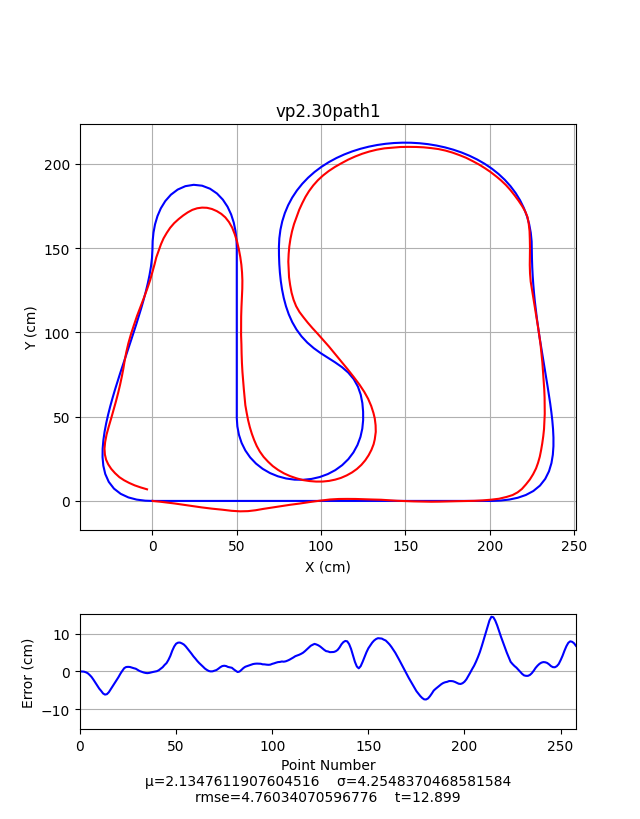 vp2.30path1
200
150
100
50
0
Y (cm)
0 50 100 150 200 250
X (cm)
10
0
−10
Error (cm)
0 50 100 150 200 250
Point Number
μ=2.1347611907604516 σ=4.2548370468581584
rmse=4.76034070596776 t=12.899